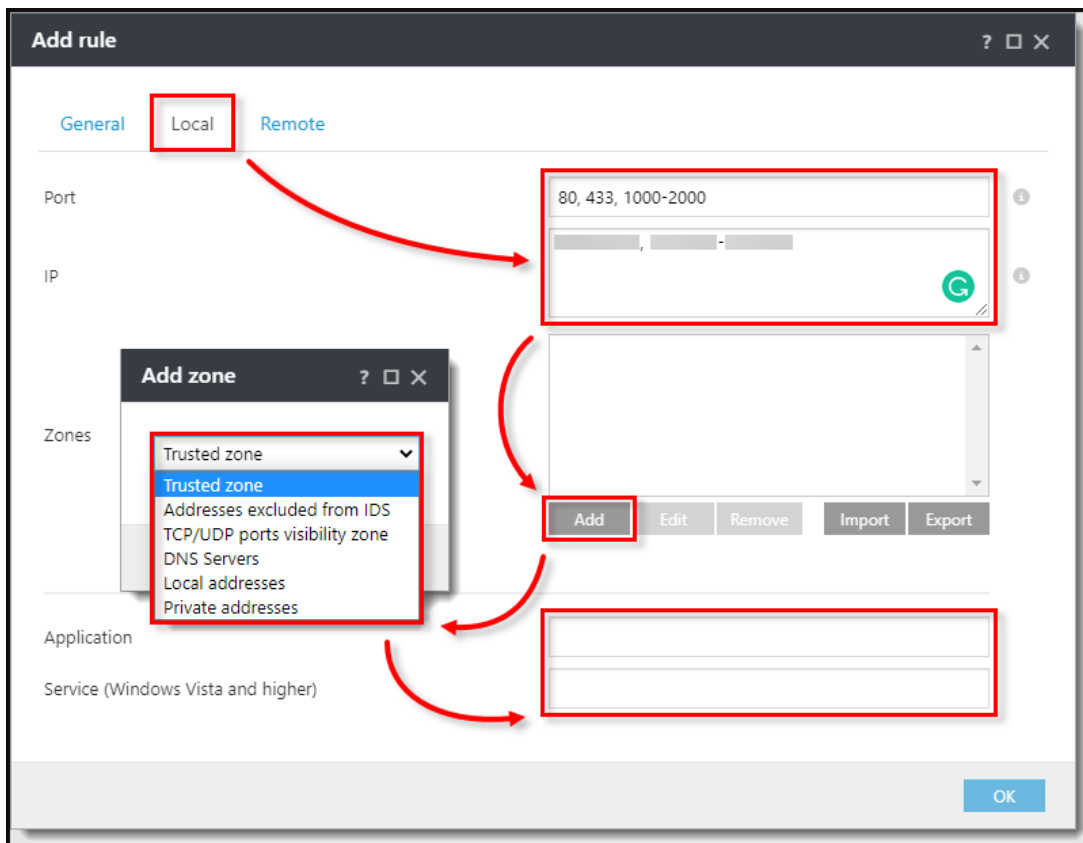 Add rule
General Local Remote
Port
80, 433, 1000-2000
IP
, -
Add zone
Zones
Trusted zone
Trusted zone
Addresses excluded from IDS
TCP/UDP ports visibility zone
DNS Servers
Local addresses
Private addresses
Add Edit Remove Import Export
Application
Service (Windows Vista and higher)
OK